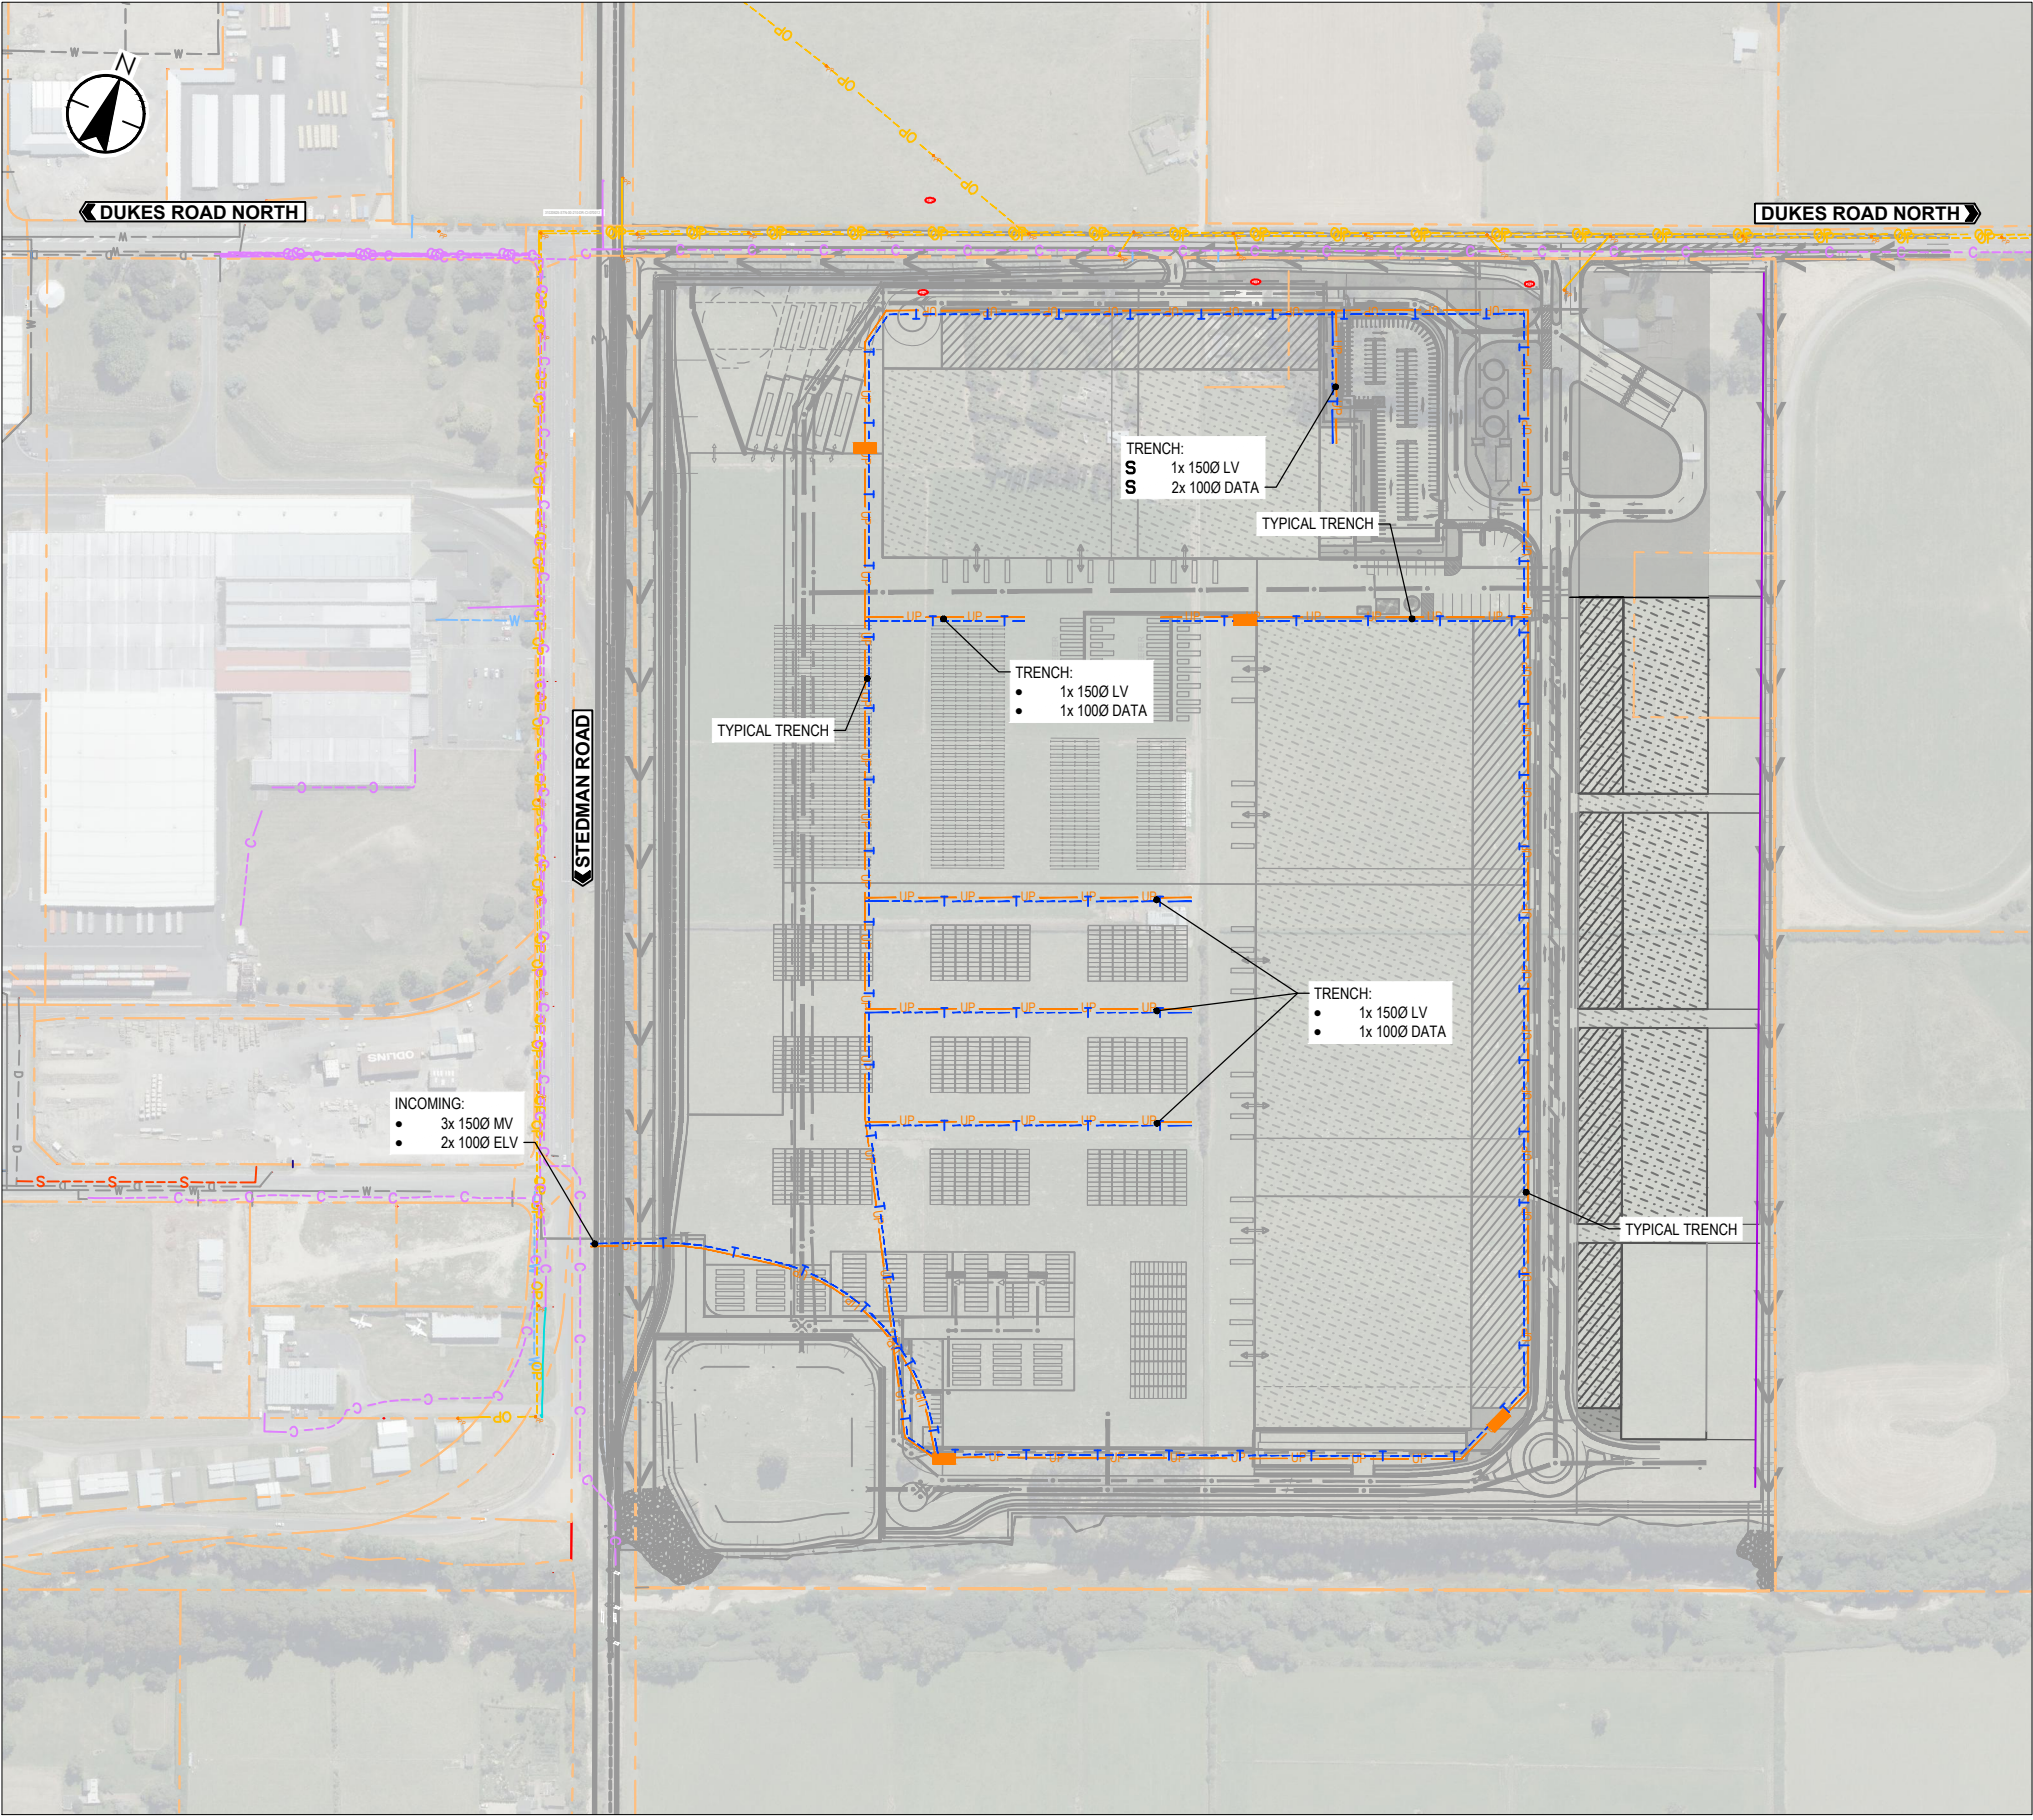 N
DUKES ROAD NORTH
DUKES ROAD NORTH
TRENCH:
S 1x 150Ø LV
S 2x 100Ø DATA
TYPICAL TRENCH
TRENCH:
• 1x 150Ø LV
• 1x 100Ø DATA
TYPICAL TRENCH
STEDMAN ROAD
TRENCH:
• 1x 150Ø LV
• 1x 100Ø DATA
INCOMING:
• 3x 150Ø MV
• 2x 100Ø ELV
TYPICAL TRENCH